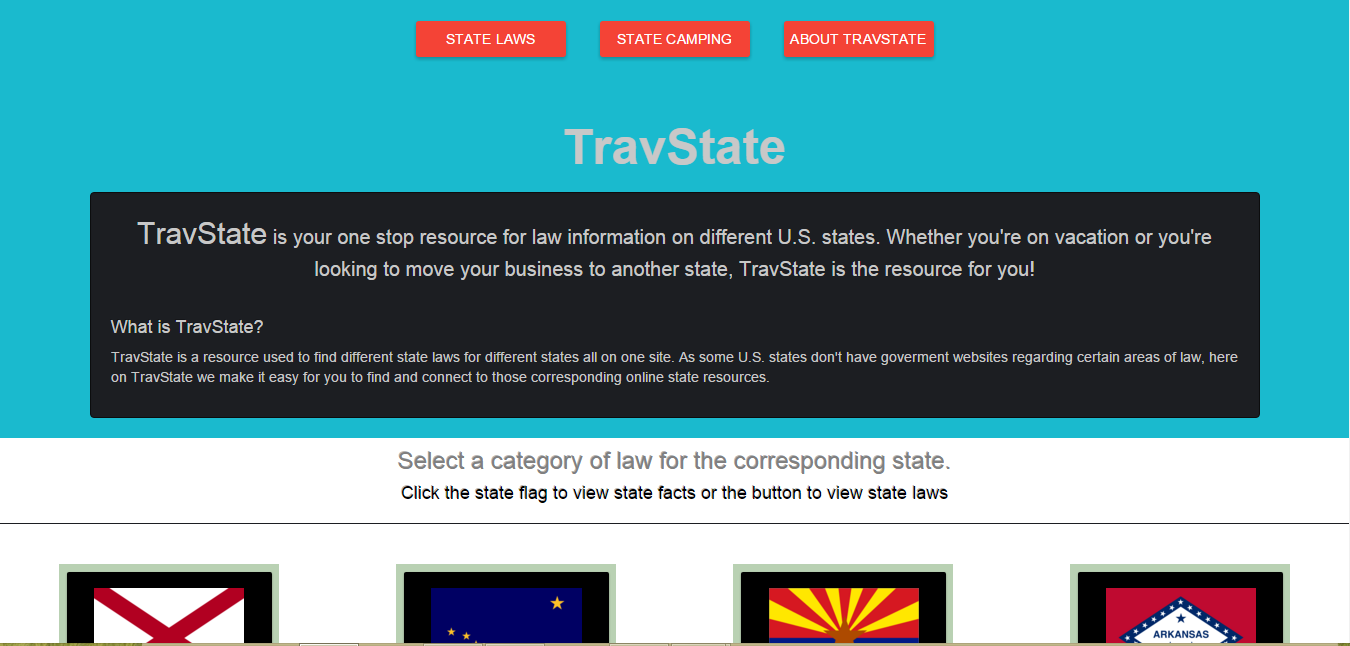 STATE LAWS
STATE CAMPING
ABOUT TRAVSTATE
TravState
TravState is your one stop resource for law information on different U.S. states. Whether you're on vacation or you're
looking to move your business to another state, TravState is the resource for you!
What is TravState?
TravState is a resource used to find different state laws for different states all on one site. As some U.S. states don't have goverment websites regarding certain areas of law, here
on TravState we make it easy for you to find and connect to those corresponding online state resources.
Select a category of law for the corresponding state.
Click the state flag to view state facts or the button to view state laws
ARKANSAS